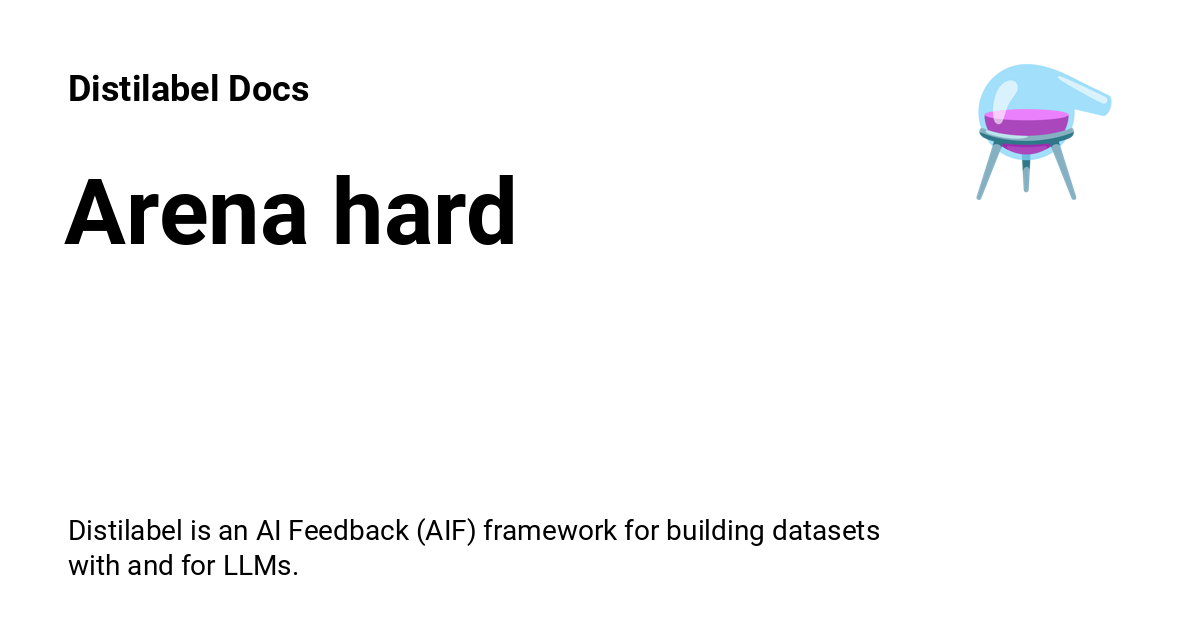 Distilabel Docs
Arena hard
Distilabel is an AI Feedback (AIF) framework for building datasets
with and for LLMs.